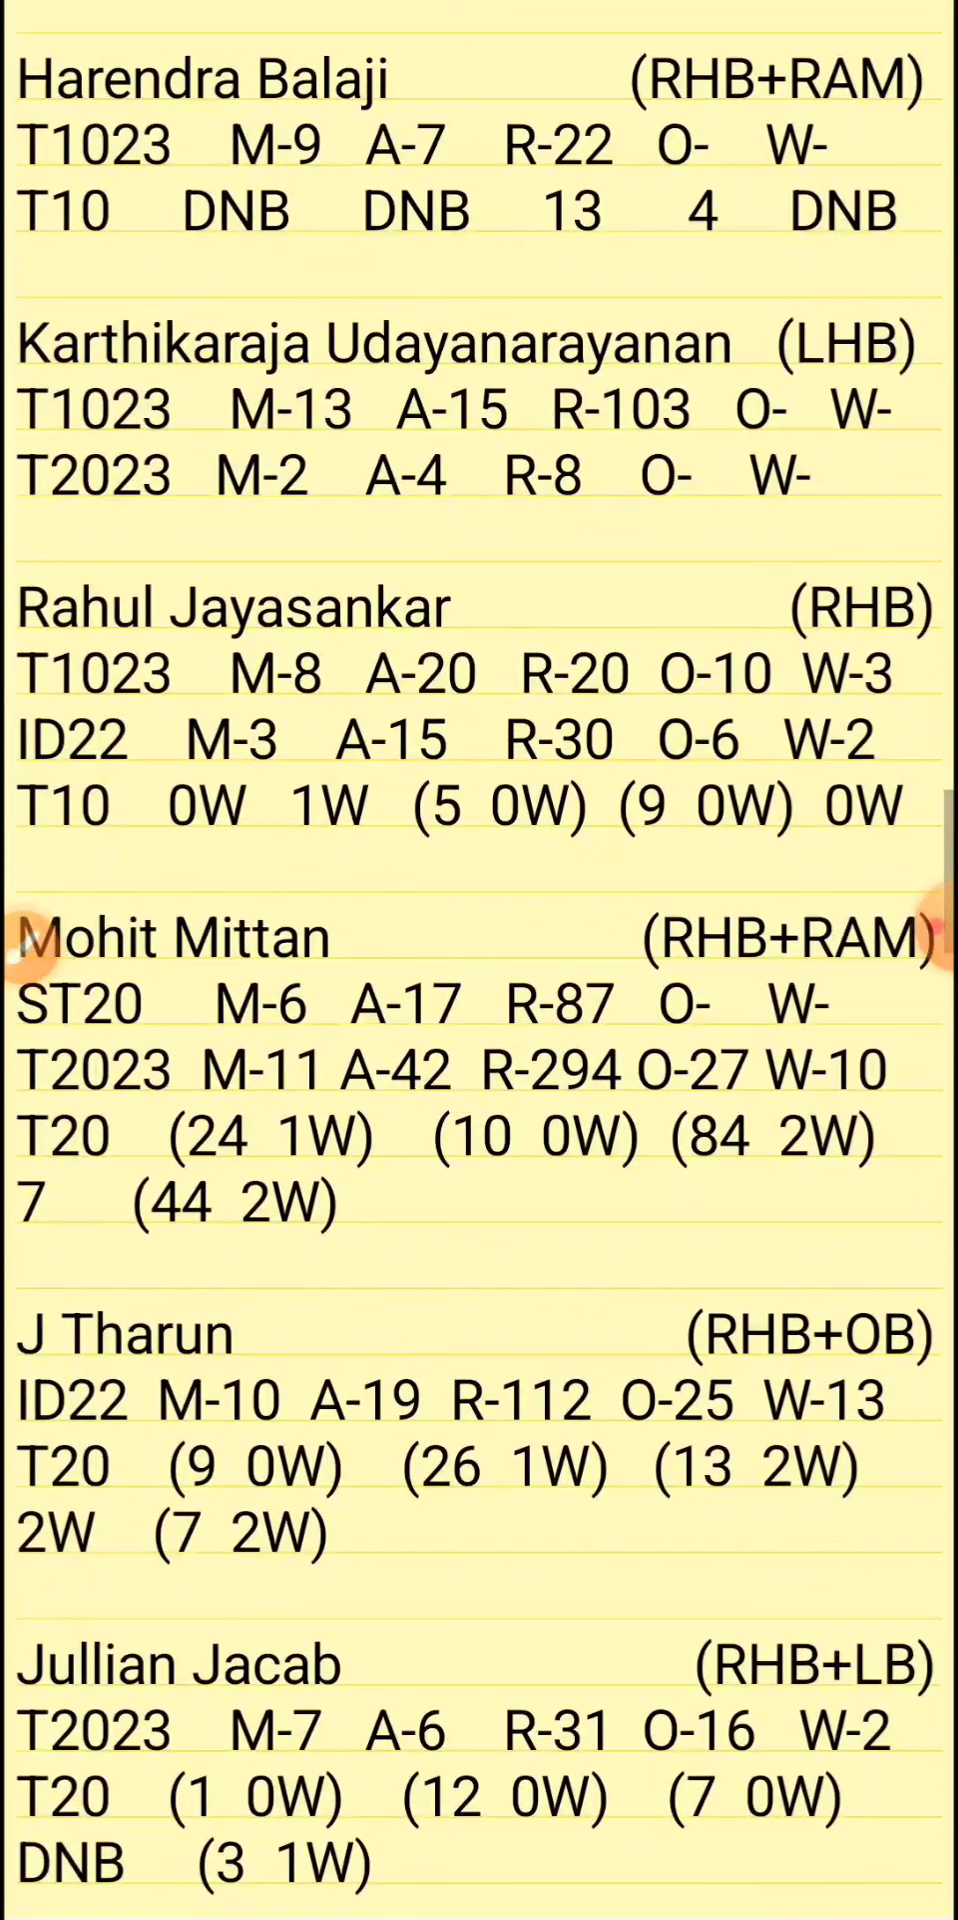 Harendra Balaji (RHB+RAM)
T1023 M-9 A-7 R-22 O- W-
T10 DNB DNB 13 4 DNB
Karthikaraja Udayanarayanan (LHB)
T1023 M-13 A-15 R-103 O- W-
T2023 M-2 A-4 R-8 O- W-
Rahul Jayasankar (RHB)
T1023 M-8 A-20 R-20 O-10 W-3
ID22 M-3 A-15 R-30 O-6 W-2
T10 0W 1W (5 0W) (9 0W) 0W
Mohit Mittan (RHB+RAM)
ST20 M-6 A-17 R-87 O- W-
T2023 M-11 A-42 R-294 O-27 W-10
T20 (24 1W) (10 0W) (84 2W)
7 (44 2W)
J Tharun (RHB+OB)
ID22 M-10 A-19 R-112 O-25 W-13
T20 (9 0W) (26 1W) (13 2W)
2W (7 2W)
Jullian Jacab (RHB+LB)
T2023 M-7 A-6 R-31 O-16 W-2
T20 (1 0W) (12 0W) (7 0W)
DNB (3 1W)